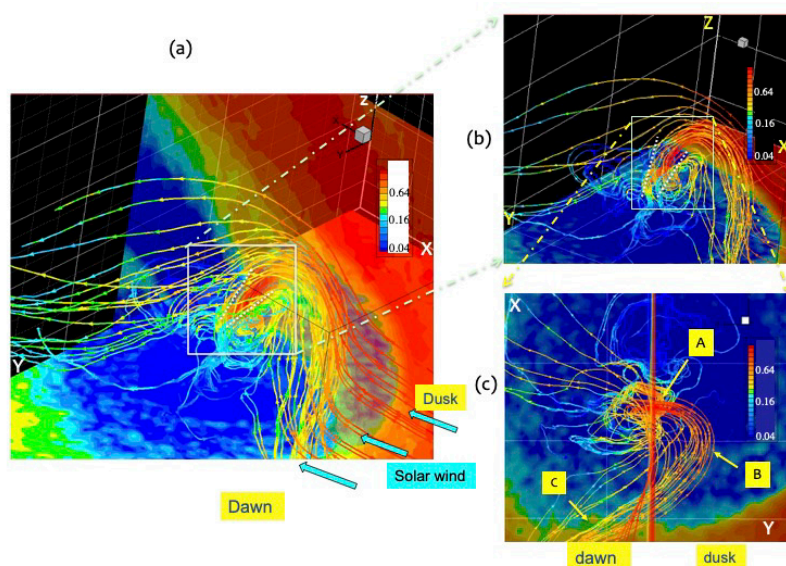 (a)
Z
X
Y
0.64
0.16
0.04
X
Y
Dusk
Solar wind
Dawn
(b)
Z
0.64
0.16
0.04
X
Y
(c)
X
A
0.64
0.16
0.04
B
C
Y
dawn
dusk